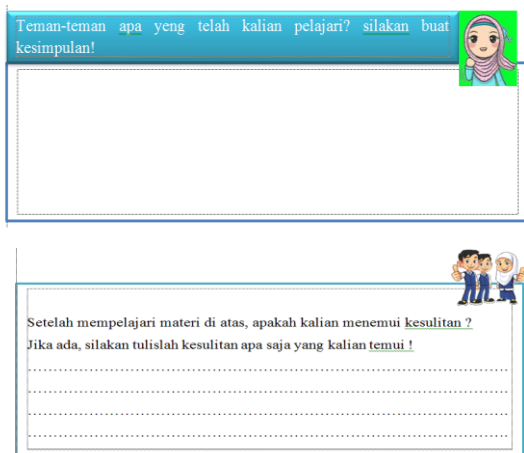 Teman-teman apa yeng telah kalian pelajari? silakan buat
kesimpulan!
Setelah mempelajari materi di atas, apakah kalian menemui kesulitan ?
Jika ada, silakan tulislah kesulitan apa saja yang kalian temui !
................................................................................
................................................................................
................................................................................
................................................................................